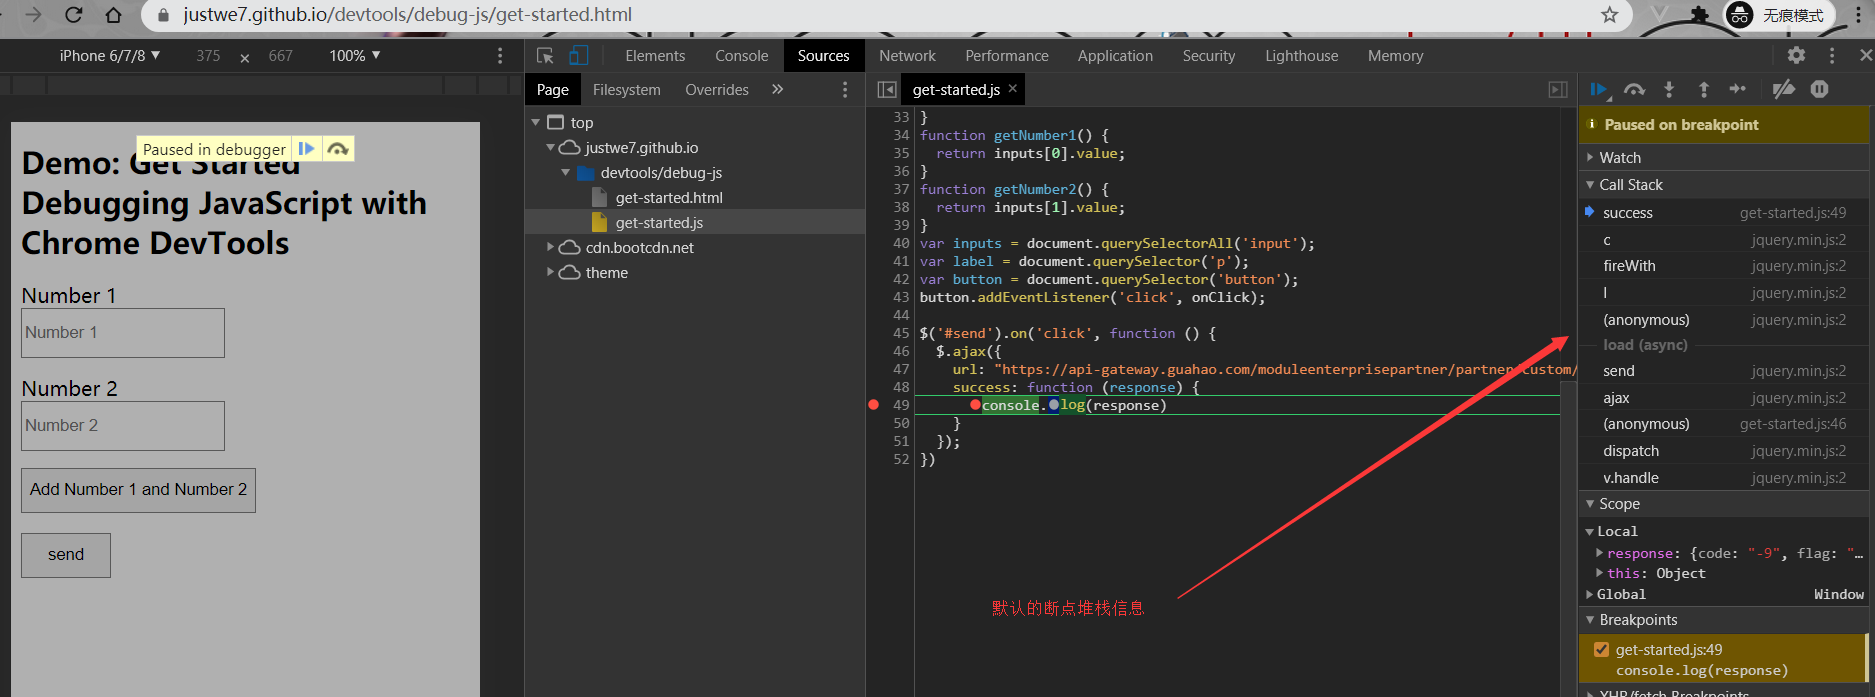 justwe7.github.io/devtools/debug-js/get-started.html
无痕模式
iPhone 6/7/8 ▼ 375 × 667 100% ▼
Elements Console Sources Network Performance Application Security Lighthouse Memory
Page Filesystem Overrides »
get-started.js ×
Paused in debugger
Demo: Get Started
Debugging JavaScript with
Chrome DevTools
Number 1
Number 1
Number 2
Number 2
Add Number 1 and Number 2
send
top
justwe7.github.io
devtools/debug-js
get-started.html
get-started.js
cdn.bootcdn.net
theme
33 }
34 function getNumber1() {
35 return inputs[0].value;
36 }
37 function getNumber2() {
38 return inputs[1].value;
39 }
40 var inputs = document.querySelectorAll('input');
41 var label = document.querySelector('p');
42 var button = document.querySelector('button');
43 button.addEventListener('click', onClick);
44
45 $('#send').on('click', function () {
46 $.ajax({
47 url: "https://api-gateway.guahao.com/moduleenterprisepartner/partner/custom/
48 success: function (response) {
49 console.log(response)
50 }
51 });
52 })
默认的断点堆栈信息
Paused on breakpoint
Watch
Call Stack
success get-started.js:49
c jquery.min.js:2
fireWith jquery.min.js:2
l jquery.min.js:2
(anonymous) jquery.min.js:2
load (async)
send jquery.min.js:2
ajax jquery.min.js:2
(anonymous) get-started.js:46
dispatch jquery.min.js:2
v.handle jquery.min.js:2
Scope
Local
response: {code: "-9", flag: "…
this: Object
Global Window
Breakpoints
get-started.js:49
console.log(response)
XHR/fetch Breakpoints